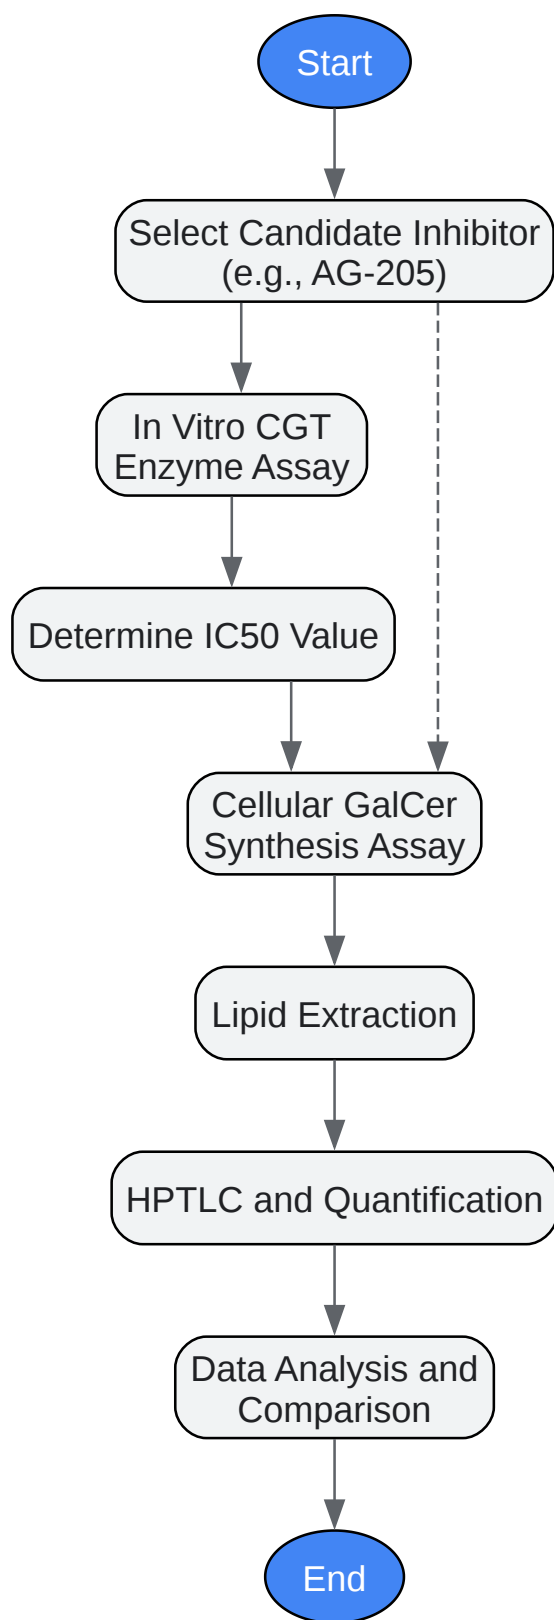 Start
Select Candidate Inhibitor
(e.g., AG-205)
In Vitro CGT
Enzyme Assay
Determine IC50 Value
Cellular GalCer
Synthesis Assay
Lipid Extraction
HPTLC and Quantification
Data Analysis and
Comparison
End